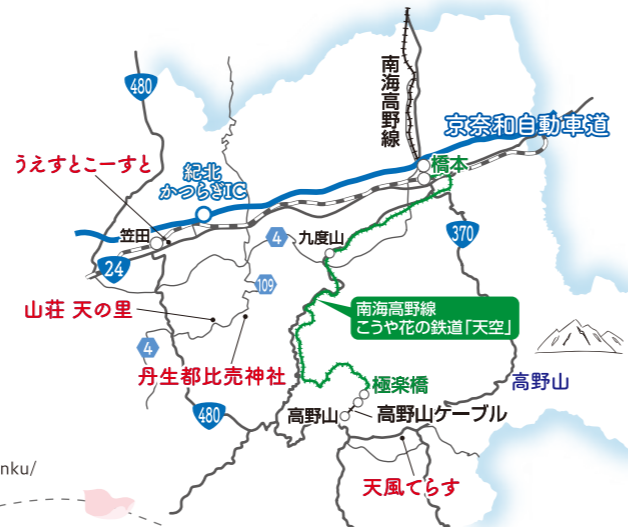 480
南海高野線
京奈和自動車道
うえすとこーすと
紀北
かつらぎIC
橋本
笠田
4
九度山
370
24
109
山荘 天の里
南海高野線
こうや花の鉄道「天空」
4
丹生都比売神社
極楽橋
高野山
480
高野山
高野山ケーブル
nku/
天風てらす